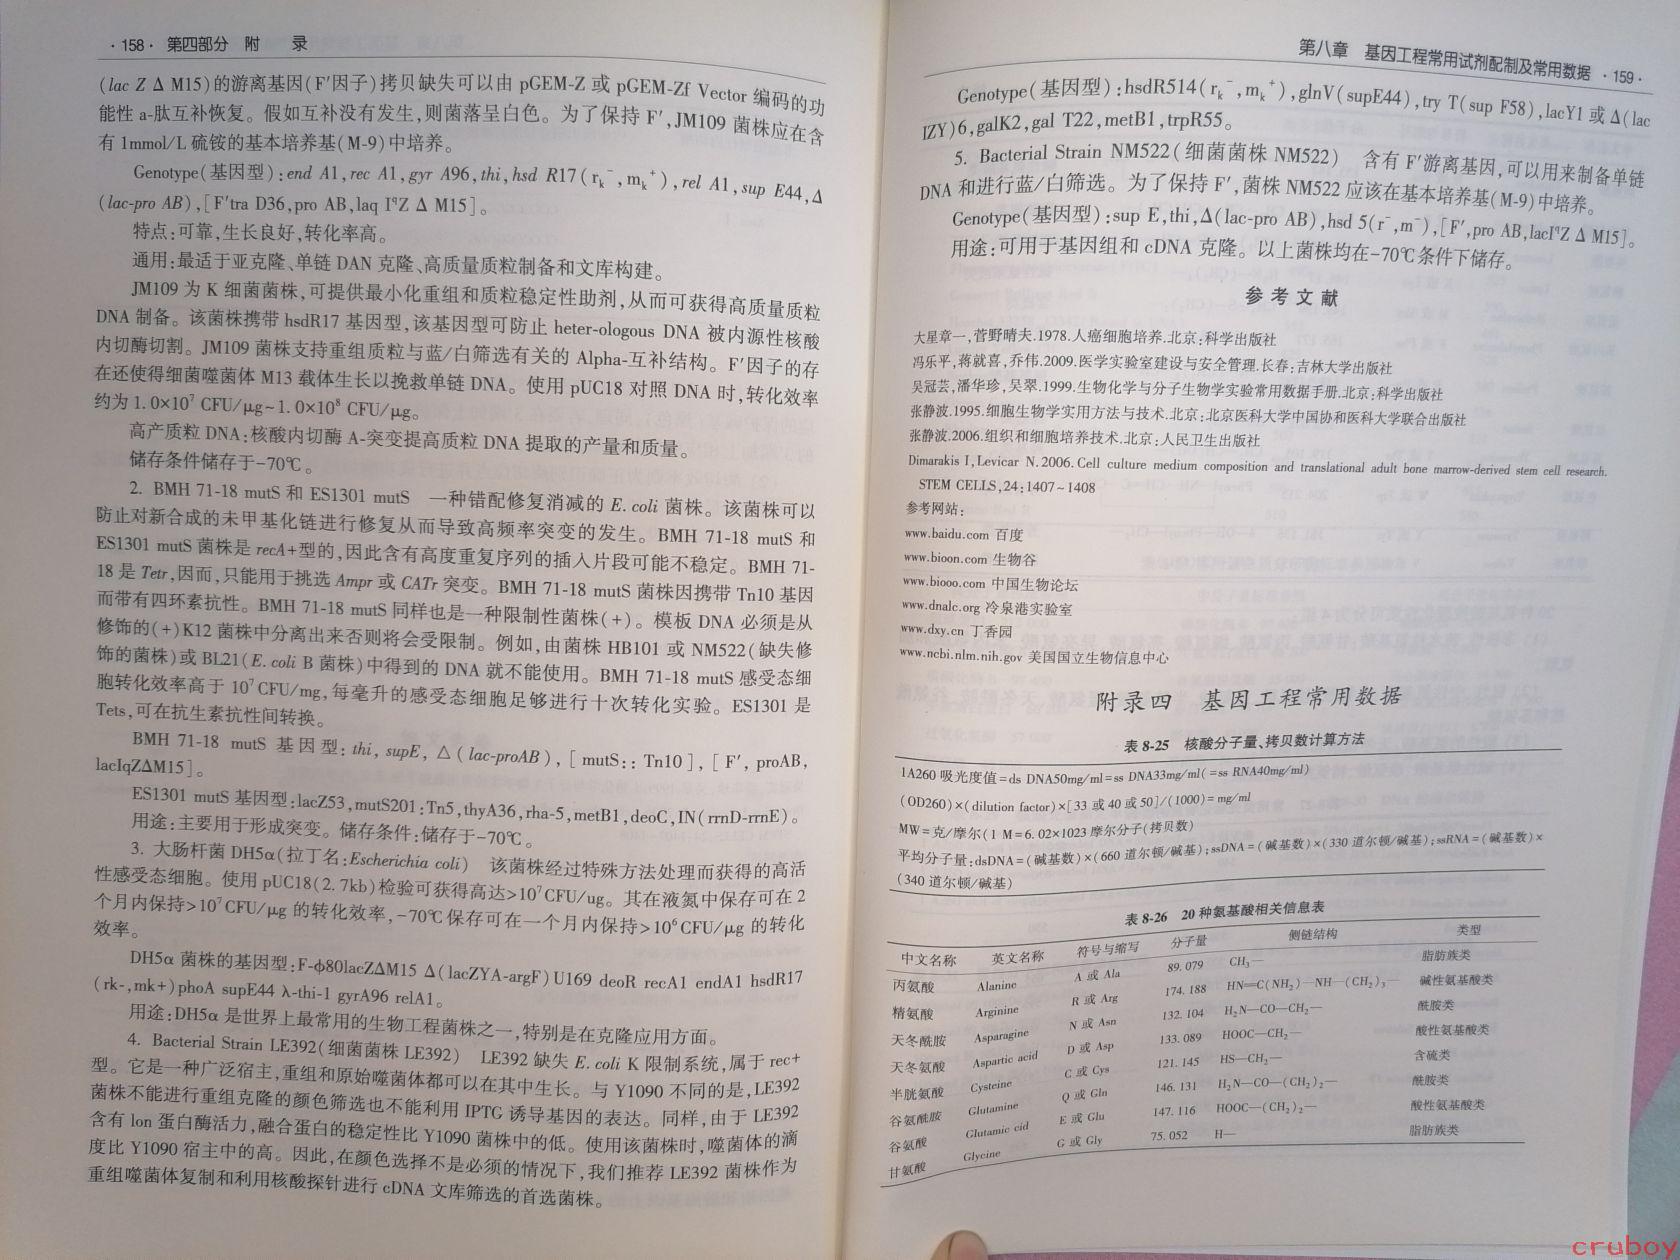 · 158 · 第四部分 附 录
(lac Z Δ M15)的游离基因(F′因子)拷贝缺失可以由 pGEM-Z 或 pGEM-Zf Vector 编码的功
能性 a-肽互补恢复。假如互补没有发生,则菌落呈白色。为了保持 F′,JM109 菌株应在含
有 1mmol/L 硫铵的基本培养基(M-9)中培养。
Genotype(基因型):end A1,rec A1,gyr A96,thi,hsd R17(rk⁻,mk⁺),rel A1,sup E44,Δ
(lac-pro AB),[F′tra D36,pro AB,laq IqZ Δ M15]。
特点:可靠,生长良好,转化率高。
通用:最适于亚克隆、单链 DAN 克隆、高质量质粒制备和文库构建。
JM109 为 K 细菌菌株,可提供最小化重组和质粒稳定性助剂,从而可获得高质量质粒
DNA 制备。该菌株携带 hsdR17 基因型,该基因型可防止 heter-ologous DNA 被内源性核酸
内切酶切割。JM109 菌株支持重组质粒与蓝/白筛选有关的 Alpha-互补结构。F′因子的存
在还使得细菌噬菌体 M13 载体生长以挽救单链 DNA。使用 pUC18 对照 DNA 时,转化效率
约为 1.0×10⁷ CFU/μg~1.0×10⁸ CFU/μg。
高产质粒 DNA:核酸内切酶 A-突变提高质粒 DNA 提取的产量和质量。
储存条件储存于-70℃。
2. BMH 71-18 mutS 和 ES1301 mutS 一种错配修复消减的 E. coli 菌株。该菌株可以
防止对新合成的未甲基化链进行修复从而导致高频率突变的发生。BMH 71-18 mutS 和
ES1301 mutS 菌株是 recA+型的,因此含有高度重复序列的插入片段可能不稳定。BMH 71-
18 是 Tetr,因而,只能用于挑选 Ampr 或 CATr 突变。BMH 71-18 mutS 菌株因携带 Tn10 基因
而带有四环素抗性。BMH 71-18 mutS 同样也是一种限制性菌株(+)。模板 DNA 必须是从
修饰的(+)K12 菌株中分离出来否则将会受限制。例如,由菌株 HB101 或 NM522(缺失修
饰的菌株)或 BL21(E. coli B 菌株)中得到的 DNA 就不能使用。BMH 71-18 mutS 感受态细
胞转化效率高于 10⁷ CFU/mg,每毫升的感受态细胞足够进行十次转化实验。ES1301 是
Tets,可在抗生素抗性间转换。
BMH 71-18 mutS 基因型: thi, supE, △(lac-proAB), [mutS:: Tn10], [F′, proAB,
lacIqZΔM15]。
ES1301 mutS 基因型:lacZ53,mutS201:Tn5,thyA36,rha-5,metB1,deoC,IN(rrnD-rrnE)。
用途:主要用于形成突变。储存条件:储存于-70℃。
3. 大肠杆菌 DH5α(拉丁名:Escherichia coli) 该菌株经过特殊方法处理而获得的高活
性感受态细胞。使用 pUC18(2.7kb)检验可获得高达>10⁷CFU/ug。其在液氮中保存可在 2
个月内保持>10⁷CFU/μg 的转化效率,-70℃保存可在一个月内保持>10⁶CFU/μg 的转化
效率。
DH5α 菌株的基因型:F-φ80lacZΔM15 Δ(lacZYA-argF)U169 deoR recA1 endA1 hsdR17
(rk-,mk+)phoA supE44 λ-thi-1 gyrA96 relA1。
用途:DH5α 是世界上最常用的生物工程菌株之一,特别是在克隆应用方面。
4. Bacterial Strain LE392(细菌菌株 LE392) LE392 缺失 E. coli K 限制系统,属于 rec+
型。它是一种广泛宿主,重组和原始噬菌体都可以在其中生长。与 Y1090 不同的是,LE392
菌株不能进行重组克隆的颜色筛选也不能利用 IPTG 诱导基因的表达。同样,由于 LE392
含有 lon 蛋白酶活力,融合蛋白的稳定性比 Y1090 菌株中的低。使用该菌株时,噬菌体的滴
度比 Y1090 宿主中的高。因此,在颜色选择不是必须的情况下,我们推荐 LE392 菌株作为
重组噬菌体复制和利用核酸探针进行 cDNA 文库筛选的首选菌株。
第八章 基因工程常用试剂配制及常用数据 · 159 ·
Genotype(基因型):hsdR514(rk⁻,mk⁺),glnV(supE44),try T(sup F58),lacY1 或 Δ(lac
IZY)6,galK2,gal T22,metB1,trpR55。
5. Bacterial Strain NM522(细菌菌株 NM522) 含有 F′游离基因,可以用来制备单链
DNA 和进行蓝/白筛选。为了保持 F′,菌株 NM522 应该在基本培养基(M-9)中培养。
Genotype(基因型):sup E,thi,Δ(lac-pro AB),hsd 5(r⁻,m⁻),[F′,pro AB,lacIqZ Δ M15]。
用途:可用于基因组和 cDNA 克隆。以上菌株均在-70℃条件下储存。
参 考 文 献
大星章一,菅野晴夫.1978.人癌细胞培养.北京:科学出版社
冯乐平,蒋就喜,乔伟.2009.医学实验室建设与安全管理.长春:吉林大学出版社
吴冠芸,潘华珍,吴翚.1999.生物化学与分子生物学实验常用数据手册.北京:科学出版社
张静波.1995.细胞生物学实用方法与技术.北京:北京医科大学中国协和医科大学联合出版社
张静波.2006.组织和细胞培养技术.北京:人民卫生出版社
Dimarakis I,Levicar N.2006.Cell culture medium composition and translational adult bone marrow-derived stem cell research.
STEM CELLS,24:1407~1408
参考网站:
www.baidu.com 百度
www.bioon.com 生物谷
www.biooo.com 中国生物论坛
www.dnalc.org 冷泉港实验室
www.dxy.cn 丁香园
www.ncbi.nlm.nih.gov 美国国立生物信息中心
附录四 基因工程常用数据
表 8-25 核酸分子量、拷贝数计算方法
1A260 吸光度值=ds DNA50mg/ml=ss DNA33mg/ml(=ss RNA40mg/ml)
(OD260)×(dilution factor)×[33 或 40 或 50]/(1000)=mg/ml
MW=克/摩尔(1 M=6.02×1023 摩尔分子(拷贝数)
平均分子量:dsDNA=(碱基数)×(660 道尔顿/碱基);ssDNA=(碱基数)×(330 道尔顿/碱基);ssRNA=(碱基数)×
(340 道尔顿/碱基)
表 8-26 20 种氨基酸相关信息表
中文名称 英文名称 符号与缩写 分子量 侧链结构 类型
丙氨酸 Alanine A 或 Ala 89.079 CH₃— 脂肪族类
精氨酸 Arginine R 或 Arg 174.188 HN=C(NH₂)—NH—(CH₂)₃— 碱性氨基酸类
天冬酰胺 Asparagine N 或 Asn 132.104 H₂N—CO—CH₂— 酰胺类
天冬氨酸 Aspartic acid D 或 Asp 133.089 HOOC—CH₂— 酸性氨基酸类
半胱氨酸 Cysteine C 或 Cys 121.145 HS—CH₂— 含硫类
谷氨酰胺 Glutamine Q 或 Gln 146.131 H₂N—CO—(CH₂)₂— 酰胺类
谷氨酸 Glutamic cid E 或 Glu 147.116 HOOC—(CH₂)₂— 酸性氨基酸类
甘氨酸 Glycine G 或 Gly 75.052 H— 脂肪族类
cruboy